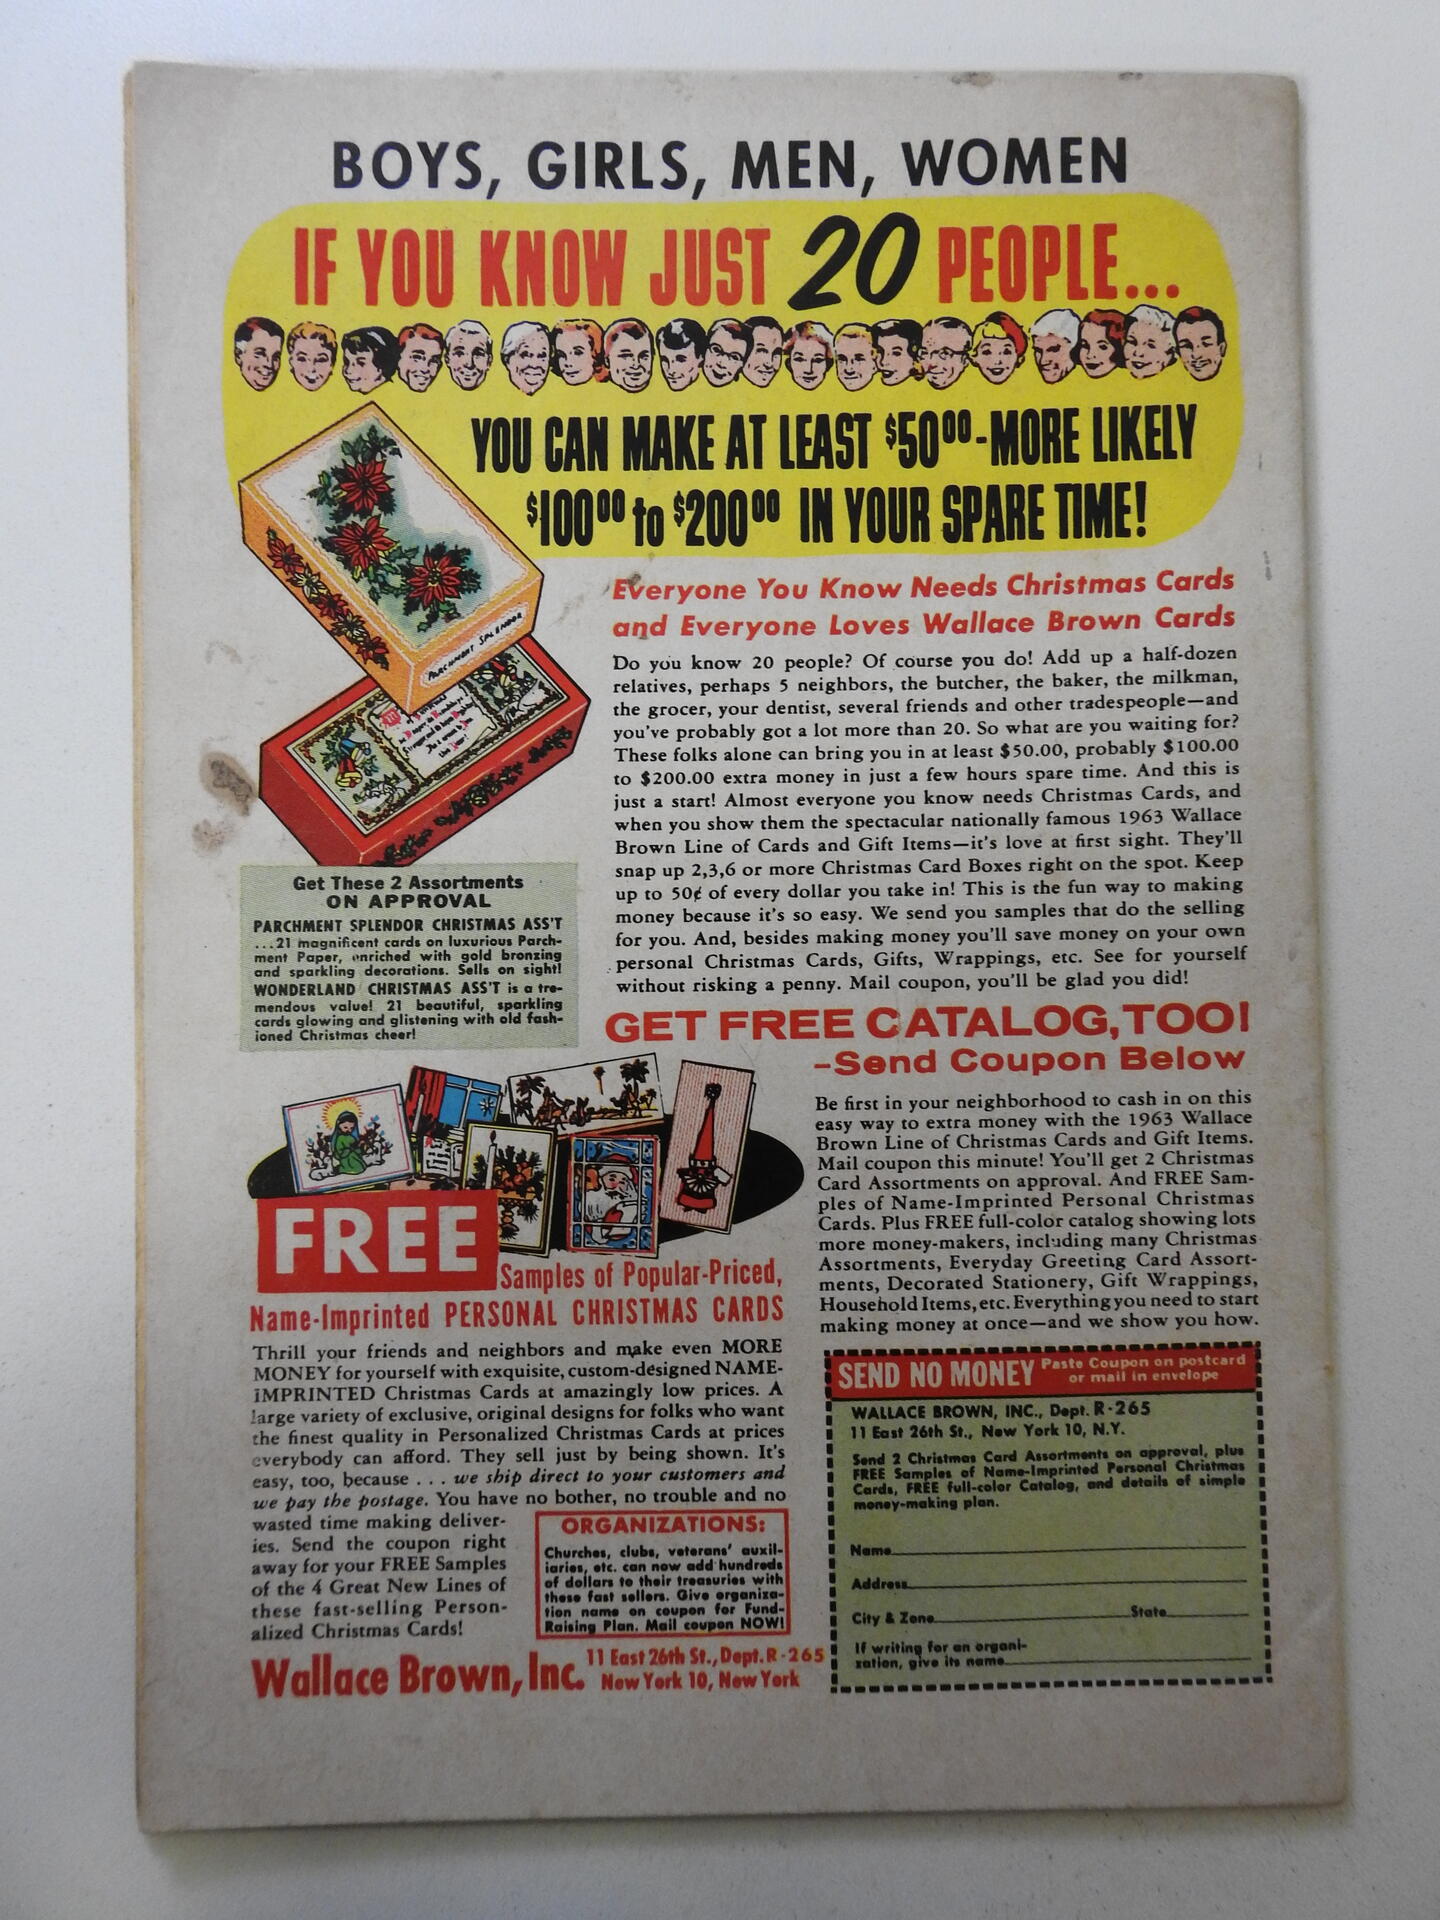 BOYS, GIRLS, MEN, WOMEN
IF YOU KNOW JUST 20 PEOPLE...
YOU CAN MAKE AT LEAST $50⁰⁰-MORE LIKELY
$100⁰⁰ to $200⁰⁰ IN YOUR SPARE TIME!
PARCHMENT SPLENDOR
Everyone You Know Needs Christmas Cards
and Everyone Loves Wallace Brown Cards
Do you know 20 people? Of course you do! Add up a half-dozen
relatives, perhaps 5 neighbors, the butcher, the baker, the milkman,
the grocer, your dentist, several friends and other tradespeople—and
you've probably got a lot more than 20. So what are you waiting for?
These folks alone can bring you in at least $50.00, probably $100.00
to $200.00 extra money in just a few hours spare time. And this is
just a start! Almost everyone you know needs Christmas Cards, and
when you show them the spectacular nationally famous 1963 Wallace
Brown Line of Cards and Gift Items—it's love at first sight. They'll
snap up 2,3,6 or more Christmas Card Boxes right on the spot. Keep
up to 50¢ of every dollar you take in! This is the fun way to making
money because it's so easy. We send you samples that do the selling
for you. And, besides making money you'll save money on your own
personal Christmas Cards, Gifts, Wrappings, etc. See for yourself
without risking a penny. Mail coupon, you'll be glad you did!
Get These 2 Assortments
ON APPROVAL
PARCHMENT SPLENDOR CHRISTMAS ASS'T
...21 magnificent cards on luxurious Parch-
ment Paper, enriched with gold bronzing
and sparkling decorations. Sells on sight!
WONDERLAND CHRISTMAS ASS'T is a tre-
mendous value! 21 beautiful, sparkling
cards glowing and glistening with old fash-
ioned Christmas cheer!
GET FREE CATALOG, TOO!
–Send Coupon Below
Be first in your neighborhood to cash in on this
easy way to extra money with the 1963 Wallace
Brown Line of Christmas Cards and Gift Items.
Mail coupon this minute! You'll get 2 Christmas
Card Assortments on approval. And FREE Sam-
ples of Name-Imprinted Personal Christmas
Cards. Plus FREE full-color catalog showing lots
more money-makers, including many Christmas
Assortments, Everyday Greeting Card Assort-
ments, Decorated Stationery, Gift Wrappings,
Household Items, etc. Everything you need to start
making money at once—and we show you how.
FREE
Samples of Popular-Priced,
Name-Imprinted PERSONAL CHRISTMAS CARDS
Thrill your friends and neighbors and make even MORE
MONEY for yourself with exquisite, custom-designed NAME-
IMPRINTED Christmas Cards at amazingly low prices. A
large variety of exclusive, original designs for folks who want
the finest quality in Personalized Christmas Cards at prices
everybody can afford. They sell just by being shown. It's
easy, too, because . . . we ship direct to your customers and
we pay the postage. You have no bother, no trouble and no
wasted time making deliver-
ies. Send the coupon right
away for your FREE Samples
of the 4 Great New Lines of
these fast-selling Person-
alized Christmas Cards!
ORGANIZATIONS:
Churches, clubs, veterans' auxil-
iaries, etc. can now add hundreds
of dollars to their treasuries with
these fast sellers. Give organiza-
tion name on coupon for Fund-
Raising Plan. Mail coupon NOW!
Wallace Brown, Inc. 11 East 26th St., Dept. R-265
New York 10, New York
SEND NO MONEY Paste Coupon on postcard
or mail in envelope
WALLACE BROWN, INC., Dept. R-265
11 East 26th St., New York 10, N.Y.
Send 2 Christmas Card Assortments on approval, plus
FREE Samples of Name-Imprinted Personal Christmas
Cards, FREE full-color Catalog, and details of simple
money-making plan.
Name
Address
City & Zone State
If writing for an organi-
zation, give its name